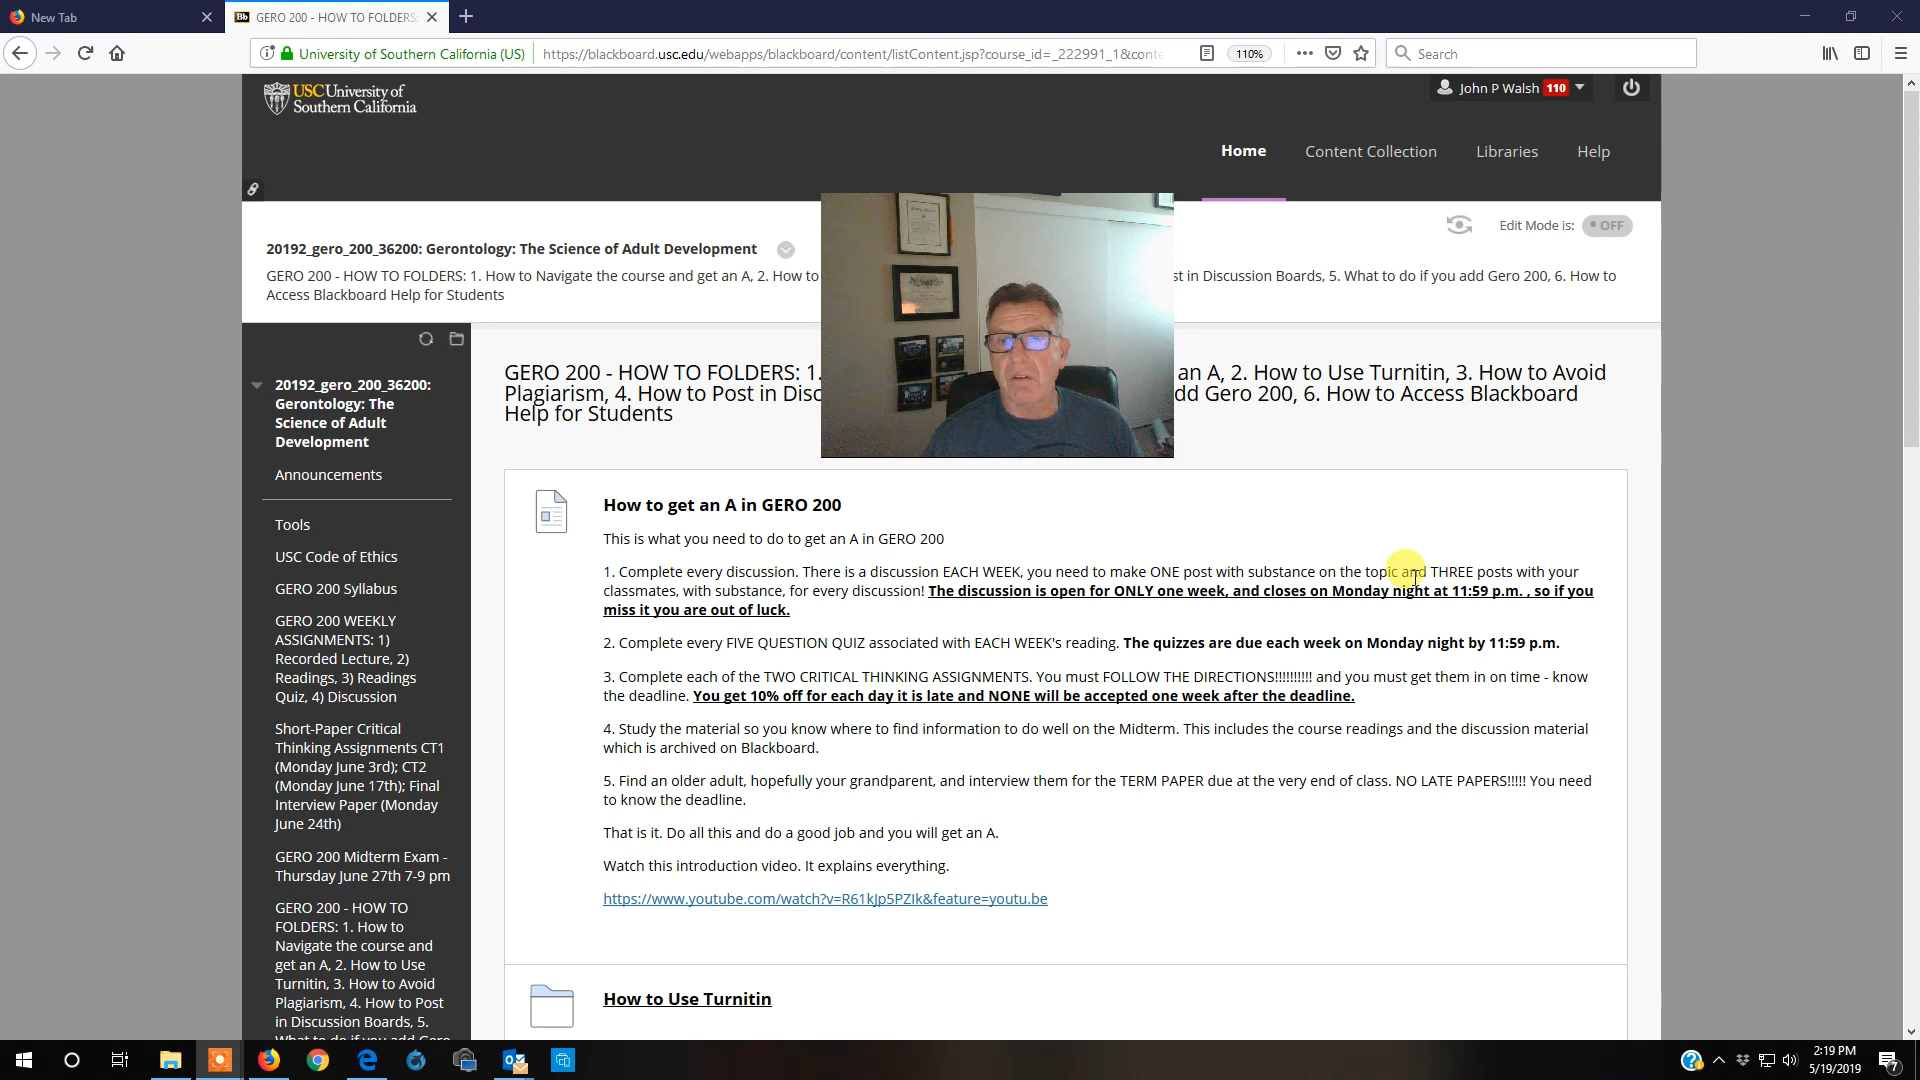 New Tab
GERO 200 - HOW TO FOLDERS:
University of Southern California (US)
https://blackboard.usc.edu/webapps/blackboard/content/listContent.jsp?course_id=_222991_1&conte
110%
Search
USC University of
Southern California
John P Walsh 110
Home
Content Collection
Libraries
Help
Edit Mode is:
OFF
20192_gero_200_36200: Gerontology: The Science of Adult Development
GERO 200 - HOW TO FOLDERS: 1. How to Navigate the course and get an A, 2. How to st in Discussion Boards, 5. What to do if you add Gero 200, 6. How to
Access Blackboard Help for Students
20192_gero_200_36200:
Gerontology: The
Science of Adult
Development
Announcements
Tools
USC Code of Ethics
GERO 200 Syllabus
GERO 200 WEEKLY
ASSIGNMENTS: 1)
Recorded Lecture, 2)
Readings, 3) Readings
Quiz, 4) Discussion
Short-Paper Critical
Thinking Assignments CT1
(Monday June 3rd); CT2
(Monday June 17th); Final
Interview Paper (Monday
June 24th)
GERO 200 Midterm Exam -
Thursday June 27th 7-9 pm
GERO 200 - HOW TO
FOLDERS: 1. How to
Navigate the course and
get an A, 2. How to Use
Turnitin, 3. How to Avoid
Plagiarism, 4. How to Post
in Discussion Boards, 5.
What to do if you add Gero
GERO 200 - HOW TO FOLDERS: 1. an A, 2. How to Use Turnitin, 3. How to Avoid
Plagiarism, 4. How to Post in Disc dd Gero 200, 6. How to Access Blackboard
Help for Students
How to get an A in GERO 200
This is what you need to do to get an A in GERO 200
1. Complete every discussion. There is a discussion EACH WEEK, you need to make ONE post with substance on the topic and THREE posts with your
classmates, with substance, for every discussion! The discussion is open for ONLY one week, and closes on Monday night at 11:59 p.m. , so if you
miss it you are out of luck.
2. Complete every FIVE QUESTION QUIZ associated with EACH WEEK's reading. The quizzes are due each week on Monday night by 11:59 p.m.
3. Complete each of the TWO CRITICAL THINKING ASSIGNMENTS. You must FOLLOW THE DIRECTIONS!!!!!!!!!! and you must get them in on time - know
the deadline. You get 10% off for each day it is late and NONE will be accepted one week after the deadline.
4. Study the material so you know where to find information to do well on the Midterm. This includes the course readings and the discussion material
which is archived on Blackboard.
5. Find an older adult, hopefully your grandparent, and interview them for the TERM PAPER due at the very end of class. NO LATE PAPERS!!!!! You need
to know the deadline.
That is it. Do all this and do a good job and you will get an A.
Watch this introduction video. It explains everything.
https://www.youtube.com/watch?v=R61kJp5PZIk&feature=youtu.be
How to Use Turnitin
2:19 PM
5/19/2019
7